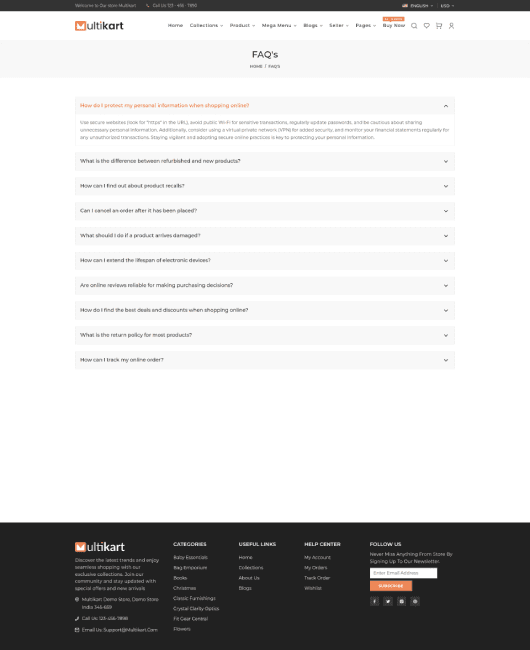 Welcome to Our store Multikart
Call Us: 123 - 456 - 7898
ENGLISH
USD
Multikart
Home
Collections
Product
Mega Menu
Blogs
Seller
Pages
Buy Now
FAQ's
HOME / FAQ'S
How do I protect my personal information when shopping online?
Use secure websites (look for "https" in the URL), avoid public Wi-Fi for sensitive transactions, regularly update passwords, and be cautious about sharing
unnecessary personal information. Additionally, consider using a virtual private network (VPN) for added security, and monitor your financial statements regularly for
any unauthorized transactions. Staying vigilant and adopting secure online practices is key to protecting your personal information.
What is the difference between refurbished and new products?
How can I find out about product recalls?
Can I cancel an order after it has been placed?
What should I do if a product arrives damaged?
How can I extend the lifespan of electronic devices?
Are online reviews reliable for making purchasing decisions?
How do I find the best deals and discounts when shopping online?
What is the return policy for most products?
How can I track my online order?
Multikart
Discover the latest trends and enjoy
seamless shopping with our
exclusive collections. Join our
community and stay updated with
special offers and new arrivals
Multikart Demo Store, Demo Store
India 345-659
Call Us: 123-456-7898
Email Us: Support@Multikart.Com
CATEGORIES
Baby Essentials
Bag Emporium
Books
Christmas
Classic Furnishings
Crystal Clarity Optics
Fit Gear Central
Flowers
USEFUL LINKS
Home
Collections
About Us
Blogs
HELP CENTER
My Account
My Orders
Track Order
Wishlist
FOLLOW US
Never Miss Anything From Store By
Signing Up To Our Newsletter.
Enter Email Address
SUBSCRIBE